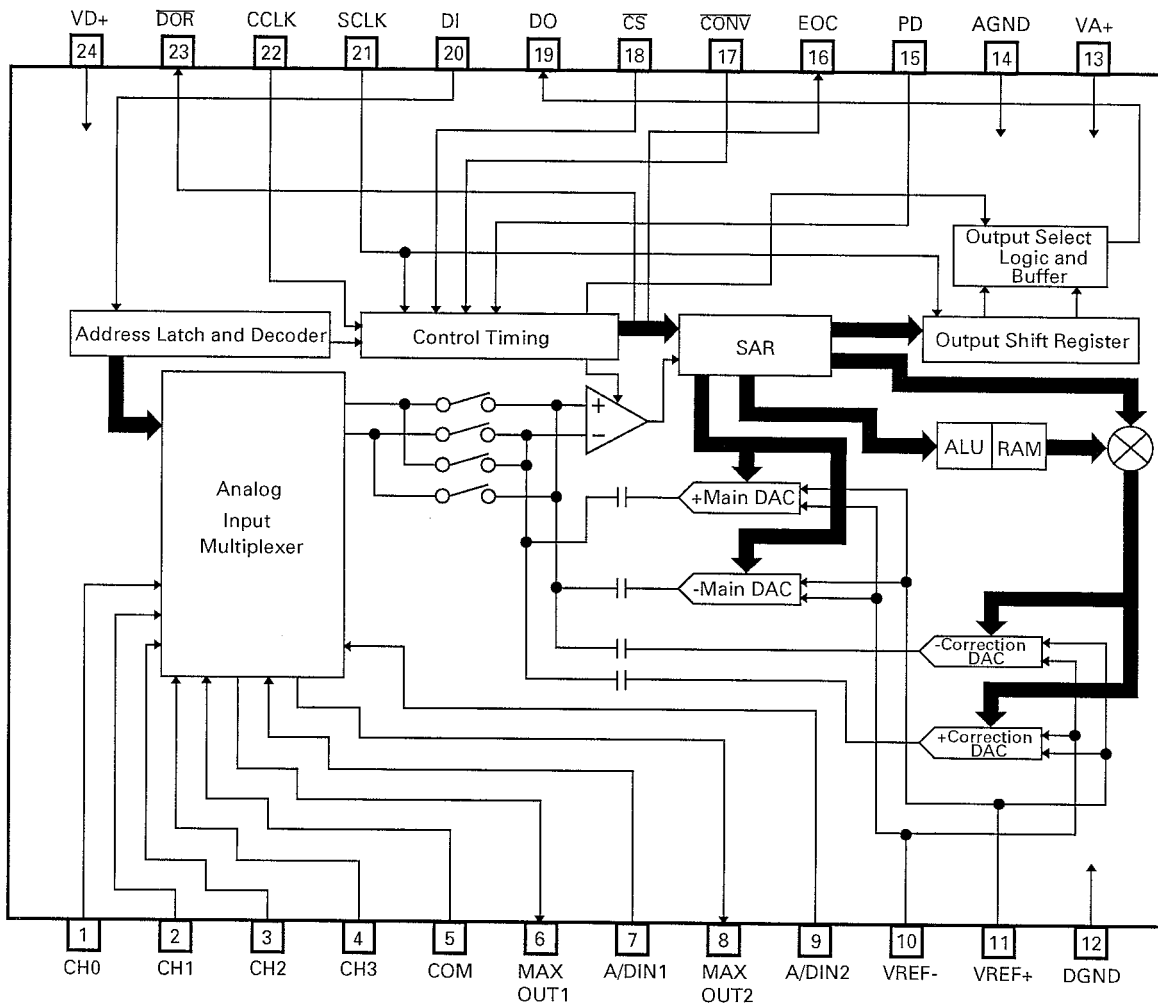 VD+ DOR CCLK SCLK DI DO CS CONV EOC PD AGND VA+
24 23 22 21 20 19 18 17 16 15 14 13
Output Select
Logic and
Buffer
Address Latch and Decoder
Control Timing
SAR
Output Shift Register
+
−
ALU RAM
Analog
Input
Multiplexer
+Main DAC
-Main DAC
-Correction
DAC
+Correction
DAC
1 2 3 4 5 6 7 8 9 10 11 12
CH0 CH1 CH2 CH3 COM MAX A/DIN1 MAX A/DIN2 VREF- VREF+ DGND
OUT1 OUT2